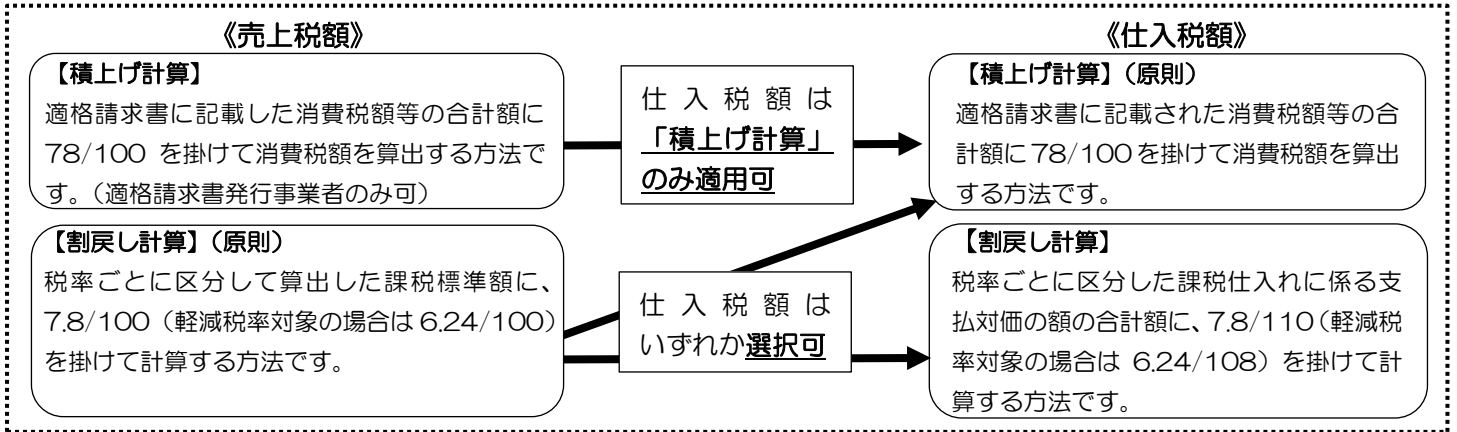 《売上税額》
【積上げ計算】
適格請求書に記載した消費税額等の合計額に
78/100 を掛けて消費税額を算出する方法で
す。（適格請求書発行事業者のみ可）
【割戻し計算】（原則）
税率ごとに区分して算出した課税標準額に、
7.8/100（軽減税率対象の場合は 6.24/100）
を掛けて計算する方法です。
仕入税額は
「積上げ計算」
のみ適用可
仕入税額は
いずれか選択可
《仕入税額》
【積上げ計算】（原則）
適格請求書に記載された消費税額等の合
計額に 78/100 を掛けて消費税額を算出
する方法です。
【割戻し計算】
税率ごとに区分した課税仕入れに係る支
払対価の額の合計額に、7.8/110（軽減税
率対象の場合は 6.24/108）を掛けて計
算する方法です。